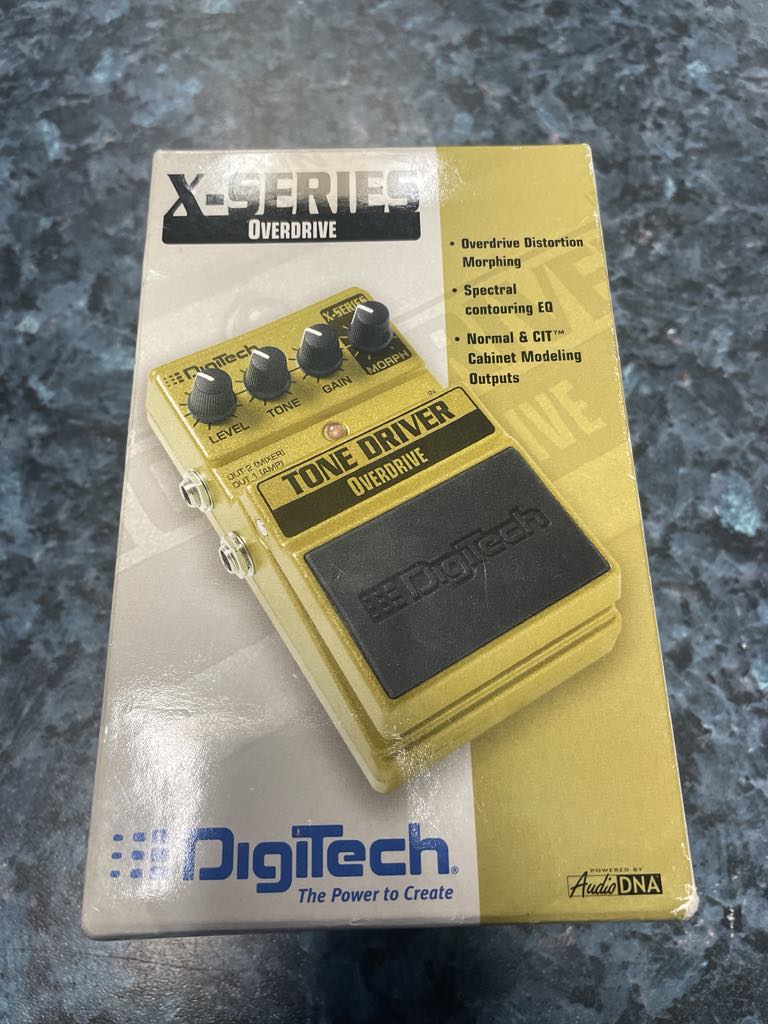 X-SERIES
OVERDRIVE
• Overdrive Distortion
Morphing
• Spectral
contouring EQ
• Normal & CIT™
Cabinet Modeling
Outputs
X-SERIES
DigiTech
LEVEL
TONE
GAIN
MORPH
IN
OUT 2 (MIXER)
OUT 1 (AMP)
TONE DRIVER
OVERDRIVE
DigiTech
DigiTech®
The Power to Create
POWERED BY
AudioDNA